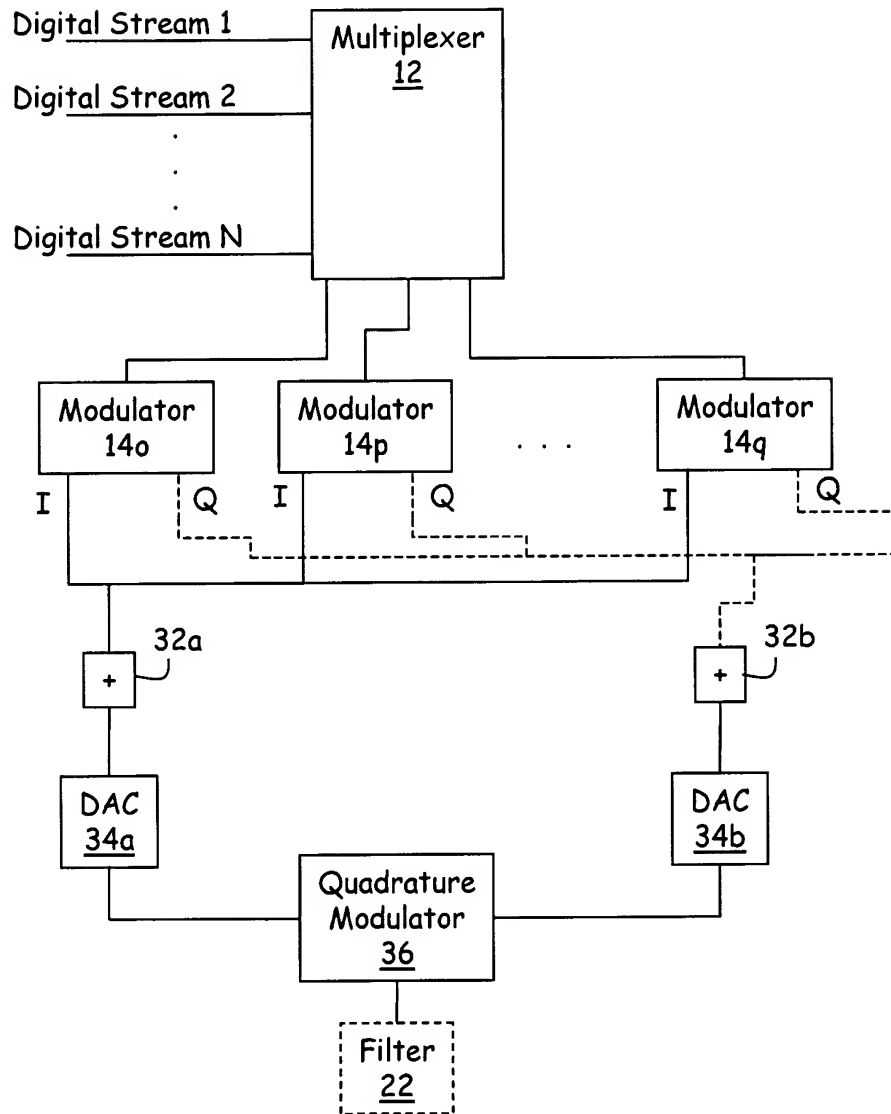 Digital Stream 1
Digital Stream 2
.
.
.
Digital Stream N
Multiplexer
12
Modulator
14o
Modulator
14p
. . .
Modulator
14q
I
Q
I
Q
I
Q
32a
+
32b
+
DAC
34a
DAC
34b
Quadrature
Modulator
36
Filter
22